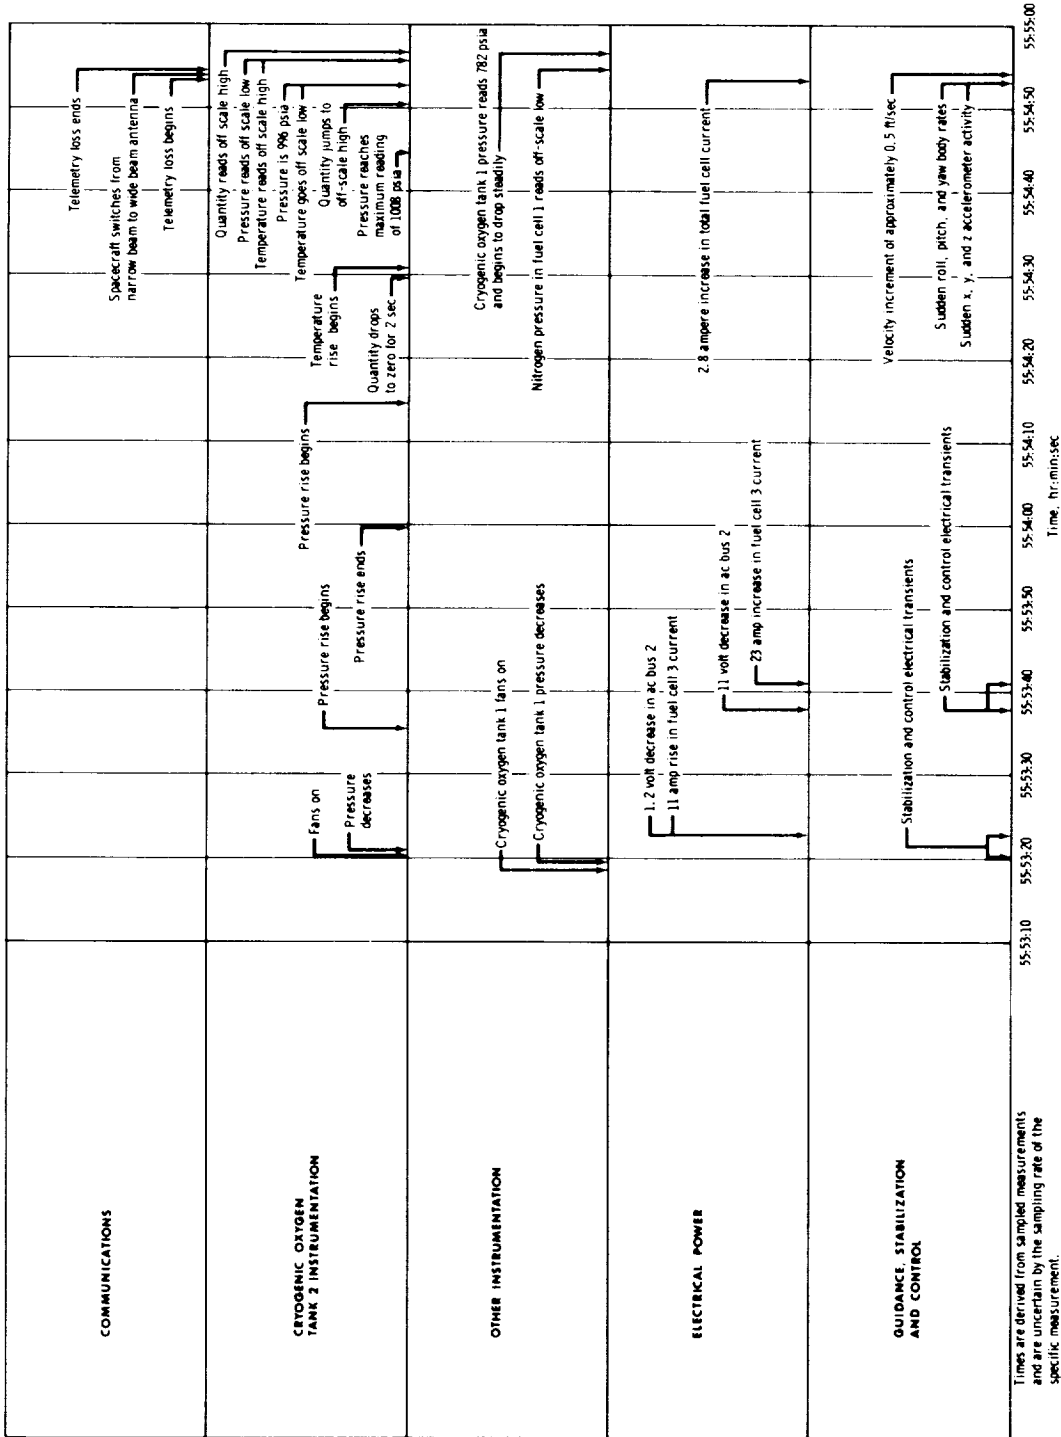 COMMUNICATIONS
Telemetry loss ends
Spacecraft switches from
narrow beam to wide beam antenna
Telemetry loss begins
CRYOGENIC OXYGEN
TANK 2 INSTRUMENTATION
Fans on
Pressure
decreases
Pressure rise begins
Pressure rise ends
Pressure rise begins
Temperature
rise begins
Quantity drops
to zero for 2 sec
Quantity reads off scale high
Pressure reads off scale low
Temperature reads off scale high
Pressure is 996 psia
Temperature goes off scale low
Quantity jumps to
off-scale high
Pressure reaches
maximum reading
of 1008 psia
OTHER INSTRUMENTATION
Cryogenic oxygen tank 1 fans on
Cryogenic oxygen tank 1 pressure decreases
Cryogenic oxygen tank 1 pressure reads 782 psia
and begins to drop steadily
Nitrogen pressure in fuel cell 1 reads off-scale low
ELECTRICAL POWER
1.2 volt decrease in ac bus 2
11 amp rise in fuel cell 3 current
11 volt decrease in ac bus 2
23 amp increase in fuel cell 3 current
2.8 ampere increase in total fuel cell current
GUIDANCE, STABILIZATION
AND CONTROL
Stabilization and control electrical transients
Stabilization and control electrical transients
Velocity increment of approximately 0.5 ft/sec
Sudden roll, pitch, and yaw body rates
Sudden x, y, and z accelerometer activity
55:53:10 55:53:20 55:53:30 55:53:40 55:53:50 55:54:00 55:54:10 55:54:20 55:54:30 55:54:40 55:54:50 55:55:00
Time, hr:min:sec
Times are derived from sampled measurements
and are uncertain by the sampling rate of the
specific measurement.